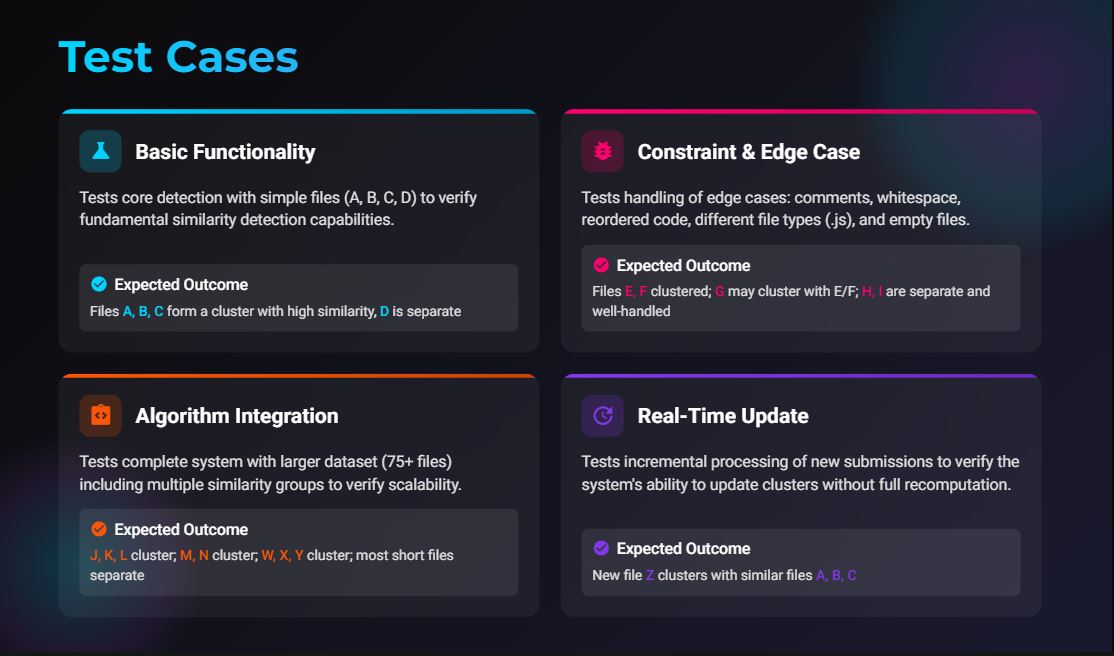 Test Cases
Basic Functionality
Tests core detection with simple files (A, B, C, D) to verify
fundamental similarity detection capabilities.
Expected Outcome
Files A, B, C form a cluster with high similarity, D is separate
Constraint & Edge Case
Tests handling of edge cases: comments, whitespace,
reordered code, different file types (.js), and empty files.
Expected Outcome
Files E, F clustered; G may cluster with E/F; H, I are separate and
well-handled
Algorithm Integration
Tests complete system with larger dataset (75+ files)
including multiple similarity groups to verify scalability.
Expected Outcome
J, K, L cluster; M, N cluster; W, X, Y cluster; most short files
separate
Real-Time Update
Tests incremental processing of new submissions to verify the
system's ability to update clusters without full recomputation.
Expected Outcome
New file Z clusters with similar files A, B, C